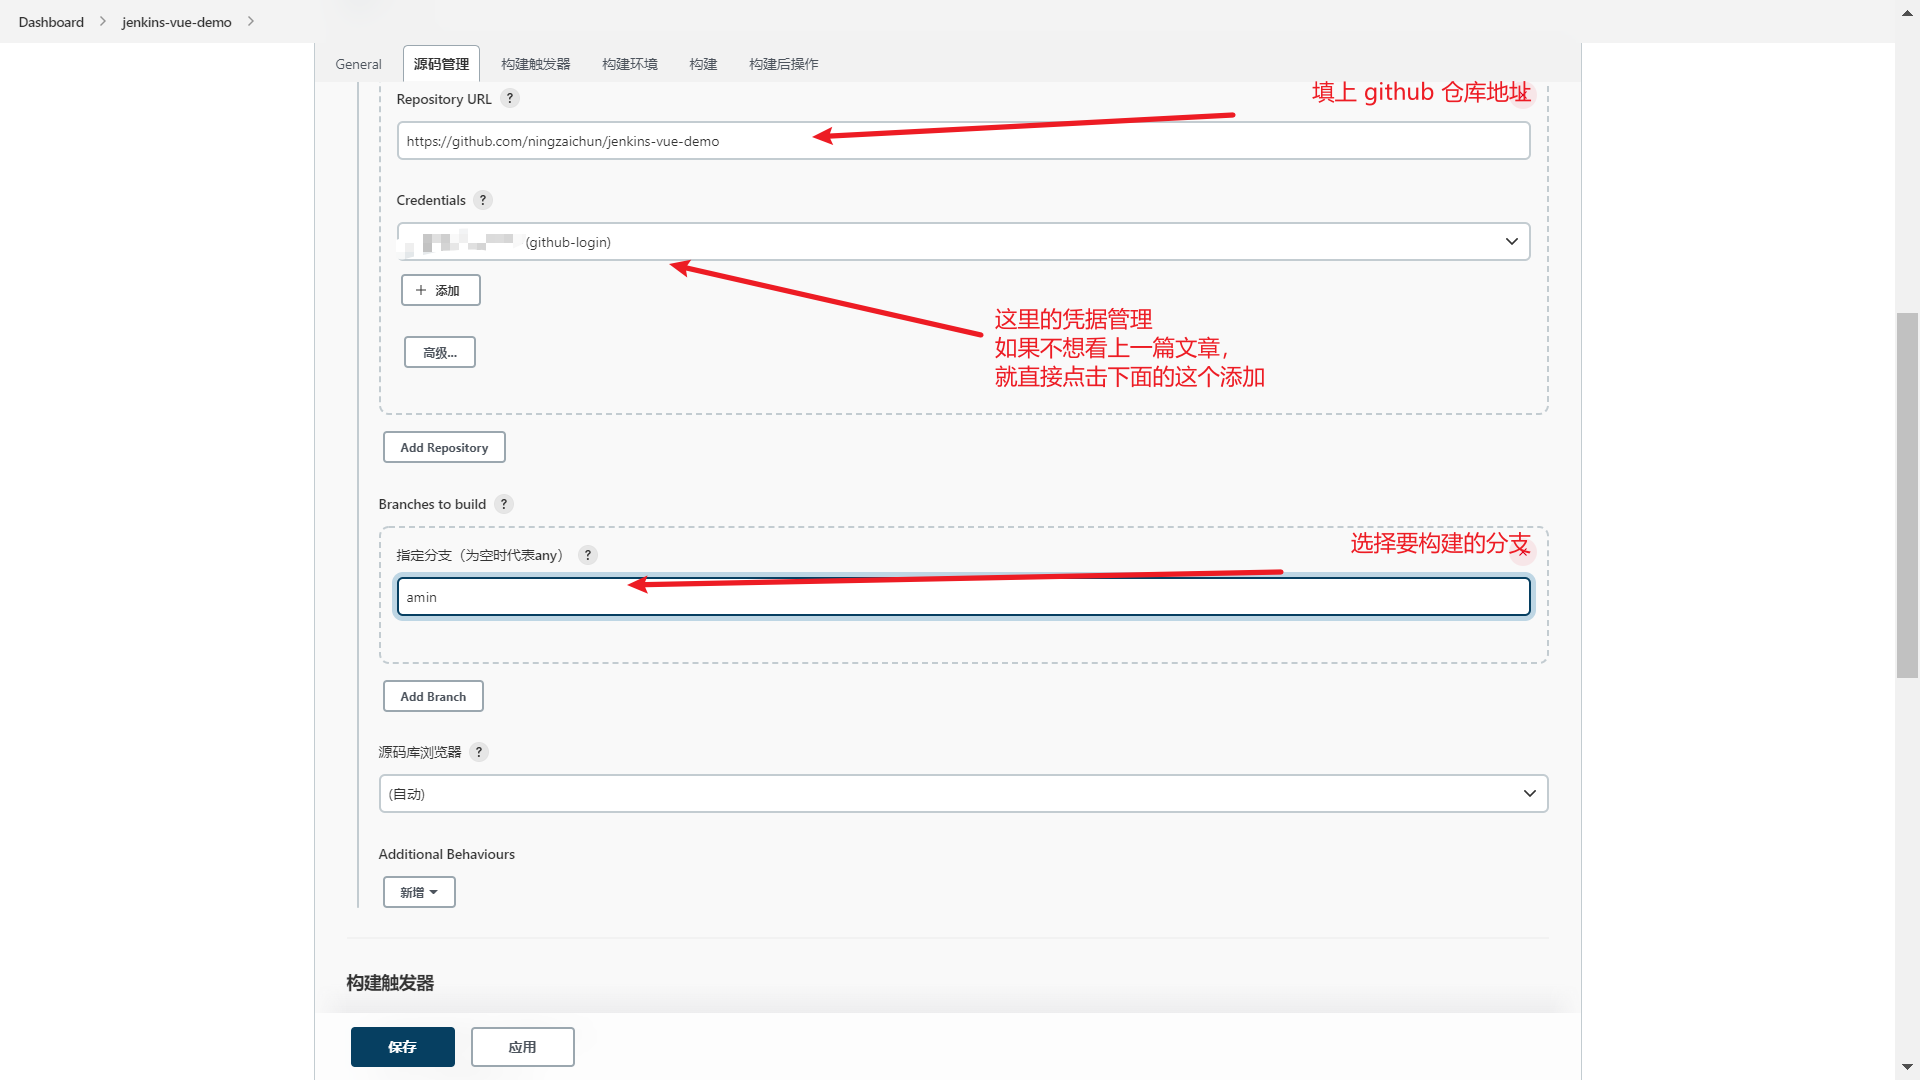 Dashboard
jenkins-vue-demo
General
源码管理
构建触发器
构建环境
构建
构建后操作
Repository URL ?
填上 github 仓库地址
https://github.com/ningzaichun/jenkins-vue-demo
Credentials ?
(github-login)
添加
这里的凭据管理
如果不想看上一篇文章，
就直接点击下面的这个添加
高级...
Add Repository
Branches to build ?
指定分支（为空时代表any） ?
选择要构建的分支
amin
Add Branch
源码库浏览器 ?
(自动)
Additional Behaviours
新增
构建触发器
保存
应用